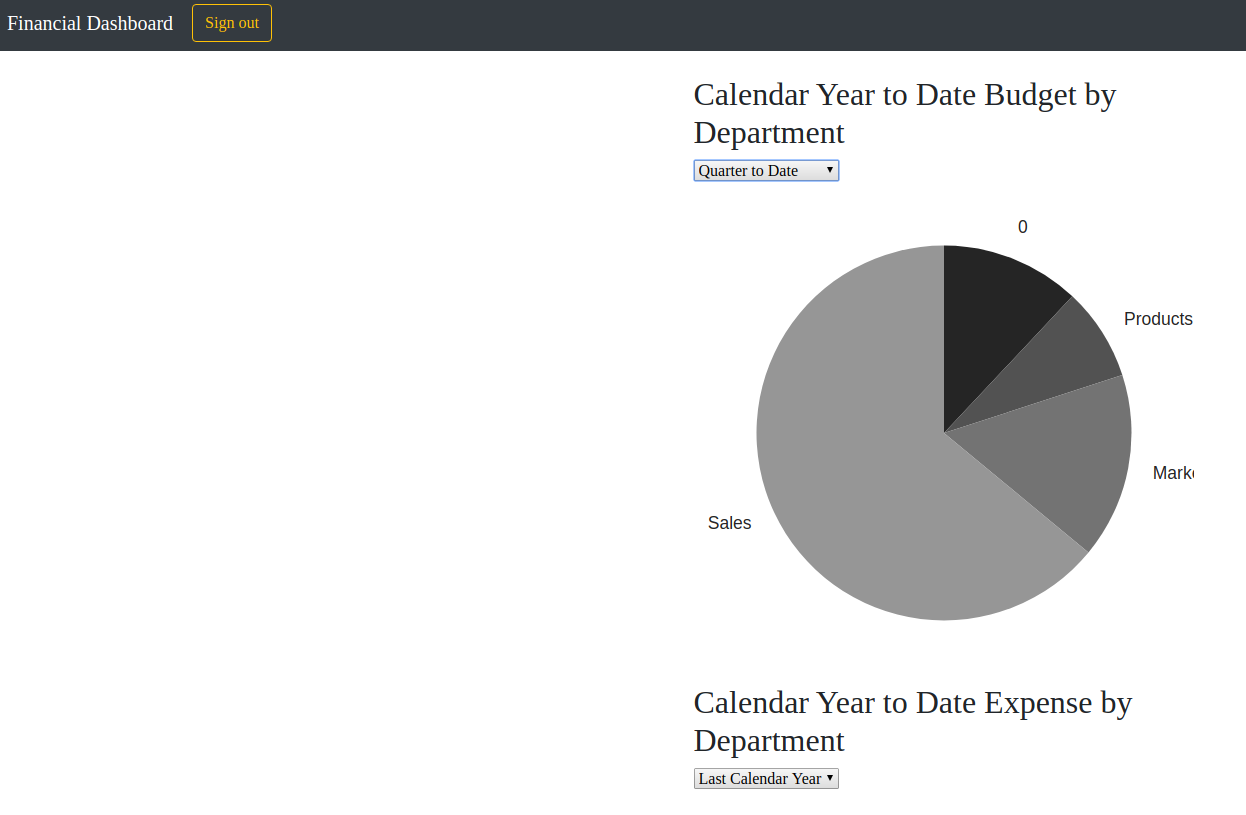 Financial Dashboard Sign out
Calendar Year to Date Budget by
Department
Quarter to Date
0
Products
Mark
Sales
Calendar Year to Date Expense by
Department
Last Calendar Year